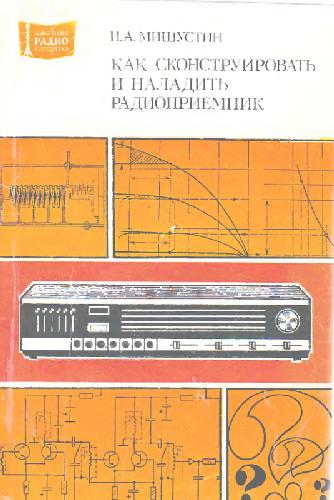 МАССОВАЯ
РАДИО
БИБЛИОТЕКА
И.А. МИШУСТИН
КАК СКОНСТРУИРОВАТЬ
И НАЛАДИТЬ
РАДИОПРИЕМНИК